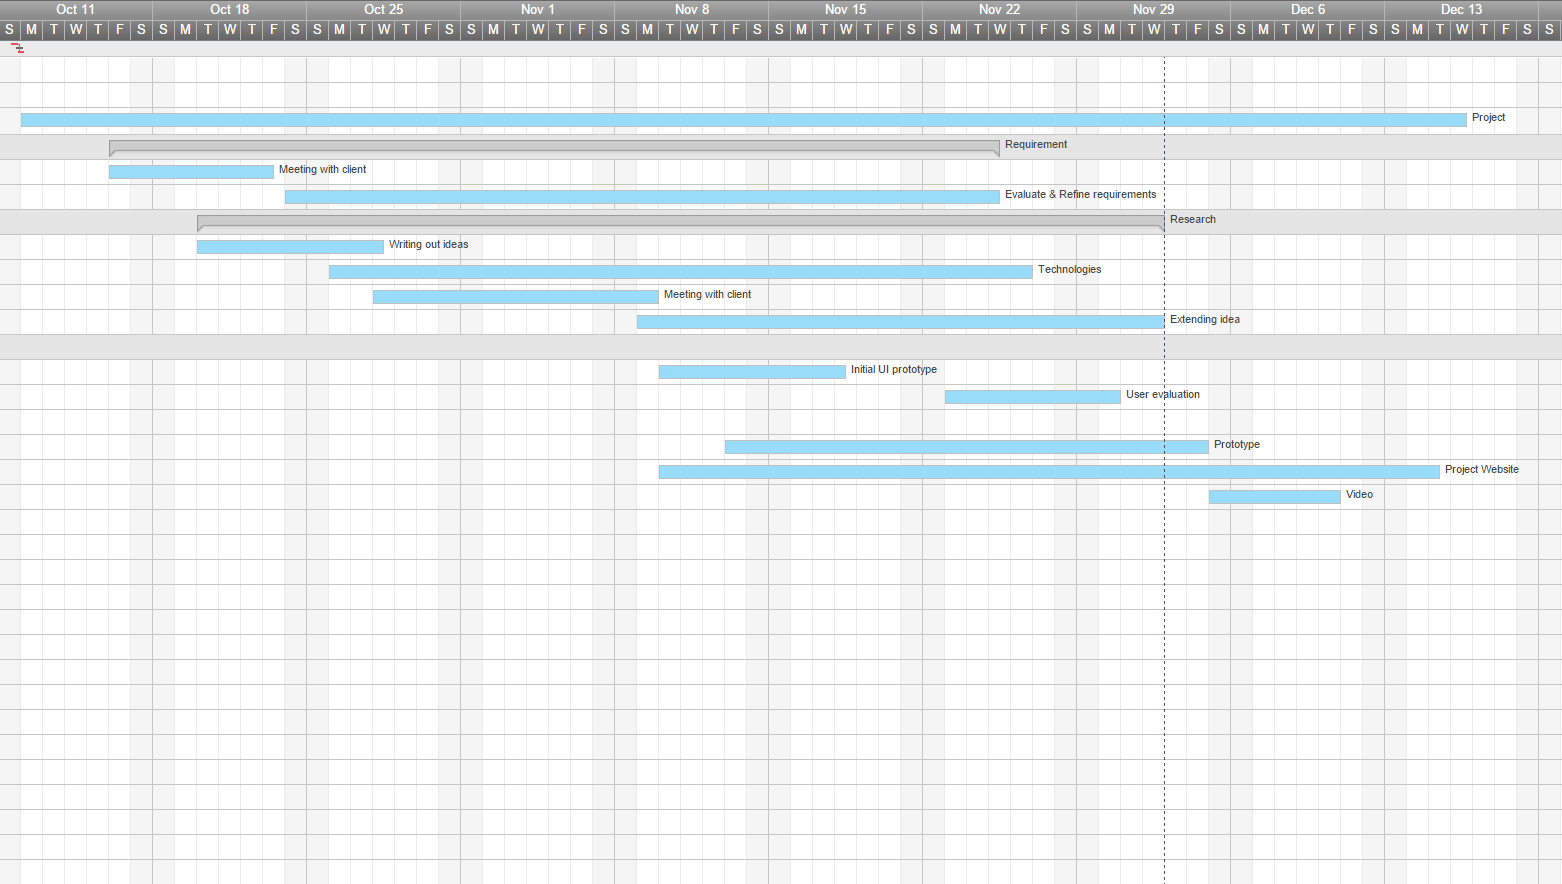 Oct 11 Oct 18 Oct 25 Nov 1 Nov 8 Nov 15 Nov 22 Nov 29 Dec 6 Dec 13
S M T W T F S S M T W T F S S M T W T F S S M T W T F S S M T W T F S S M T W T F S S M T W T F S S M T W T F S S M T W T F S S M T W T F S S
Project
Requirement
Meeting with client
Evaluate & Refine requirements
Research
Writing out ideas
Technologies
Meeting with client
Extending idea
Initial UI prototype
User evaluation
Prototype
Project Website
Video